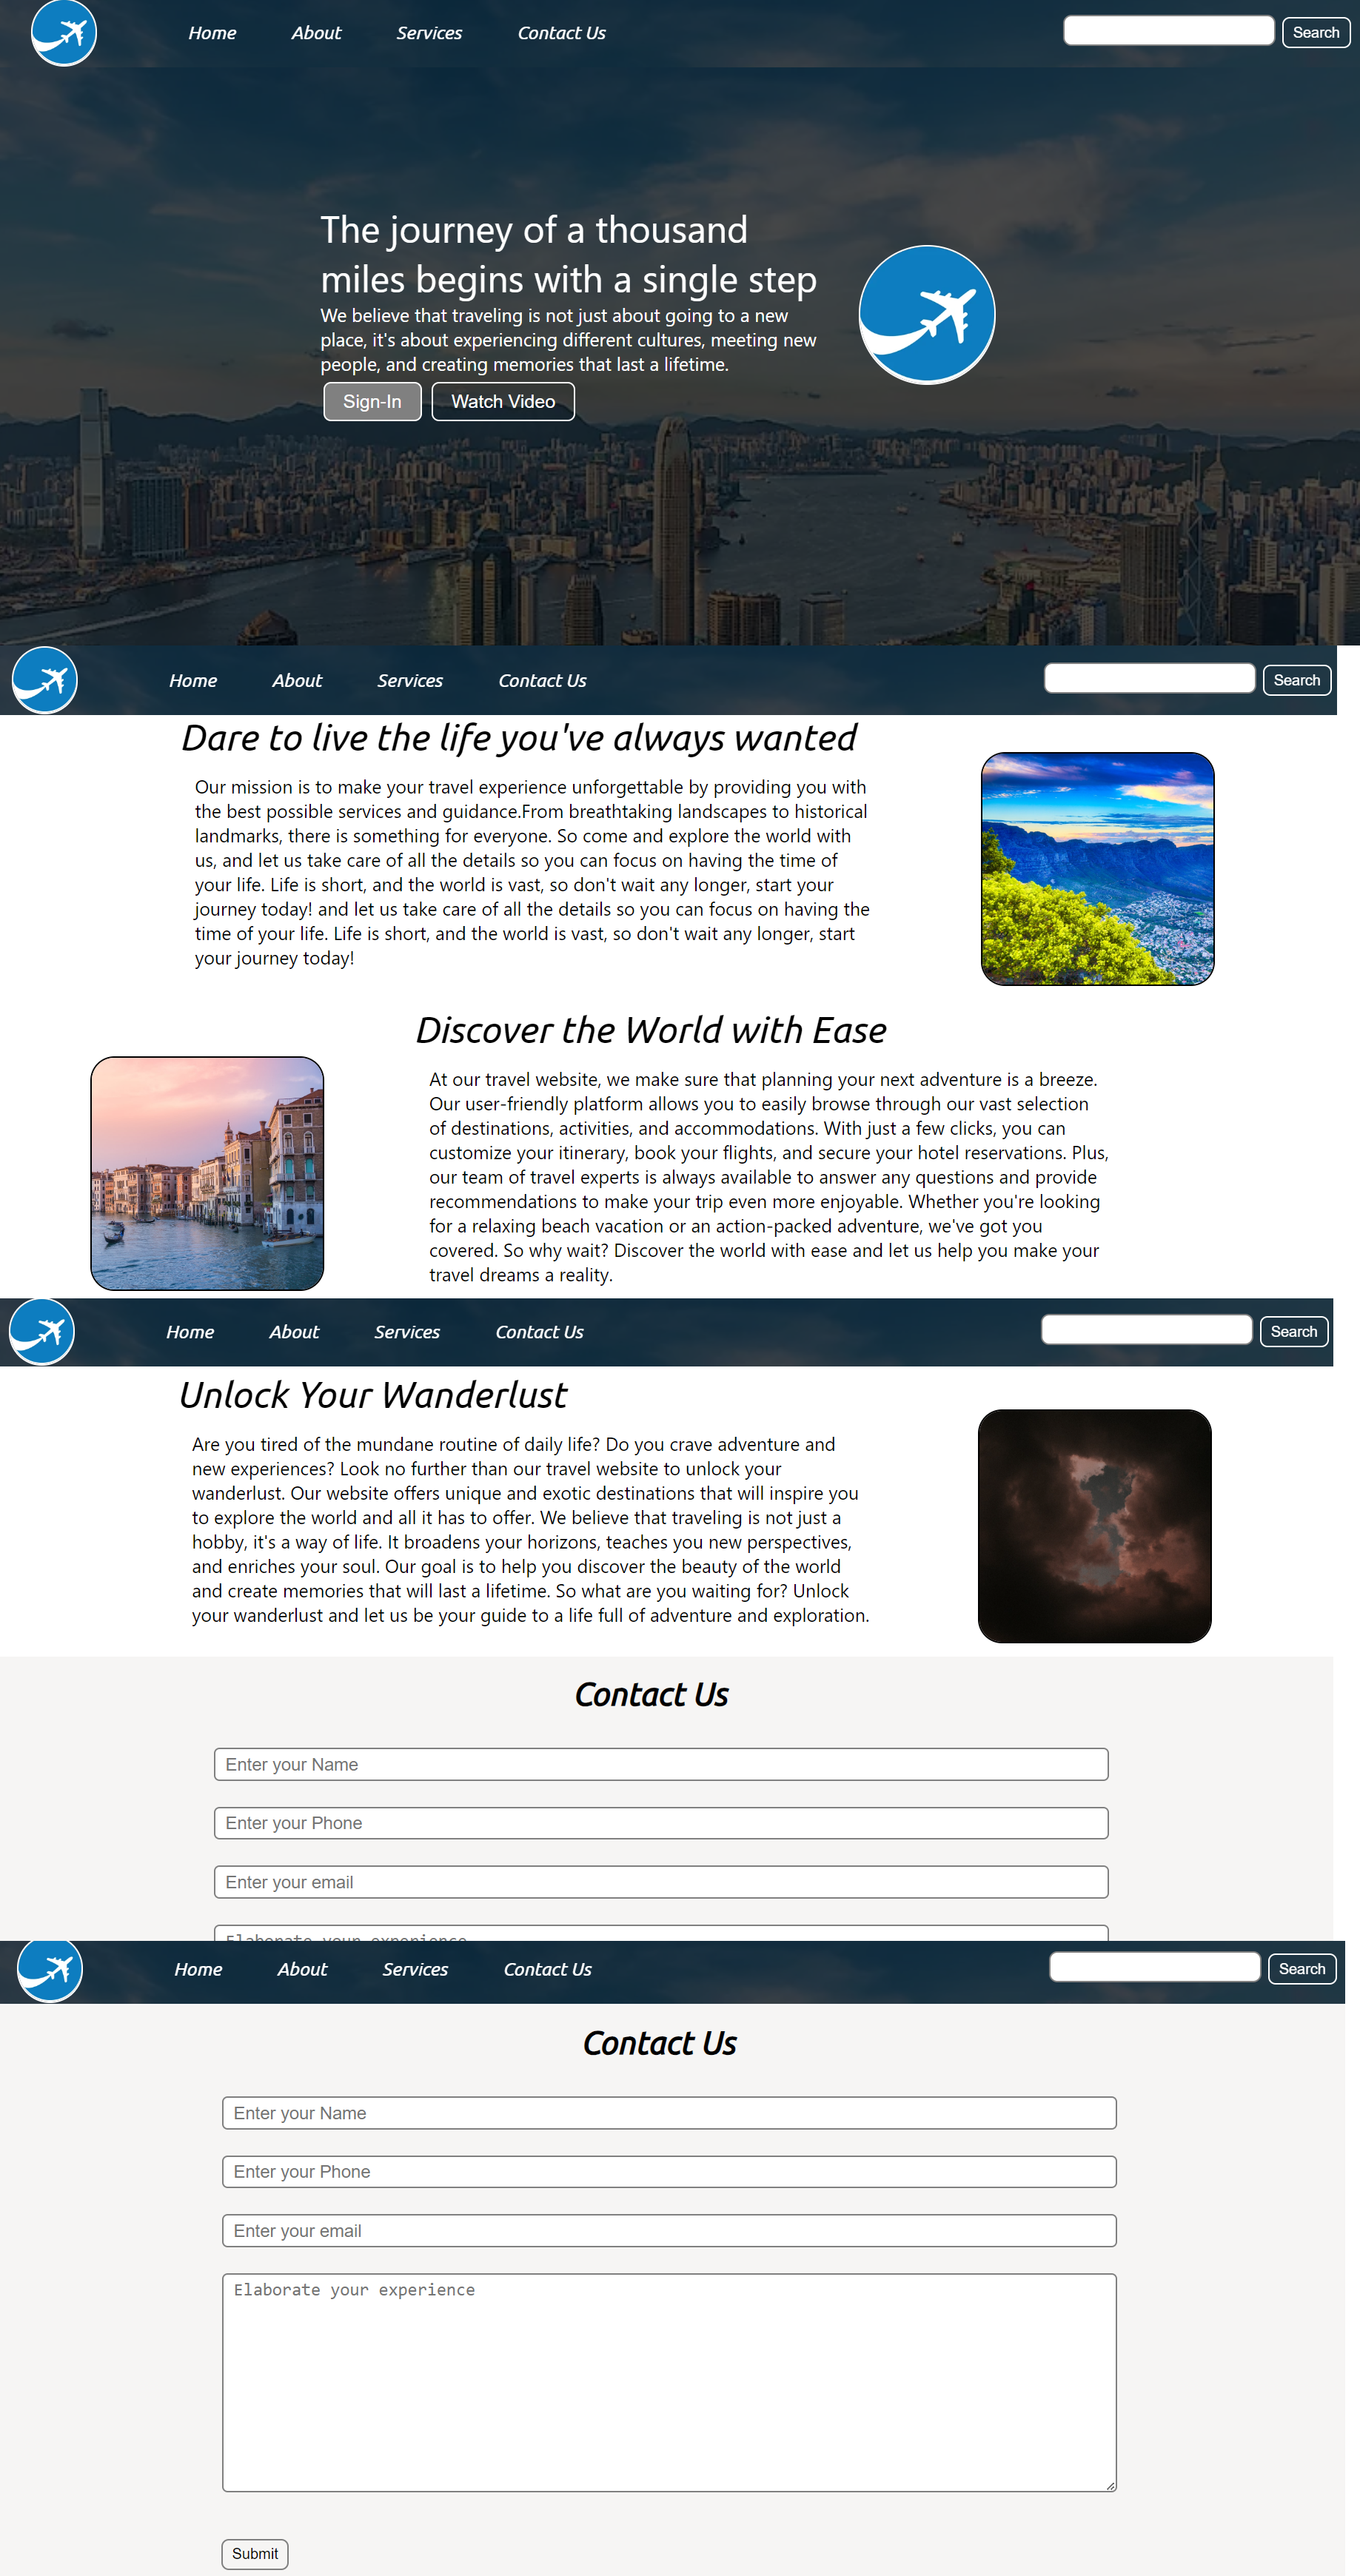 Home About Services Contact Us Search
The journey of a thousand
miles begins with a single step
We believe that traveling is not just about going to a new
place, it's about experiencing different cultures, meeting new
people, and creating memories that last a lifetime.
Sign-In Watch Video
Home About Services Contact Us Search
Dare to live the life you've always wanted
Our mission is to make your travel experience unforgettable by providing you with
the best possible services and guidance.From breathtaking landscapes to historical
landmarks, there is something for everyone. So come and explore the world with
us, and let us take care of all the details so you can focus on having the time of
your life. Life is short, and the world is vast, so don't wait any longer, start your
journey today! and let us take care of all the details so you can focus on having the
time of your life. Life is short, and the world is vast, so don't wait any longer, start
your journey today!
Discover the World with Ease
At our travel website, we make sure that planning your next adventure is a breeze.
Our user-friendly platform allows you to easily browse through our vast selection
of destinations, activities, and accommodations. With just a few clicks, you can
customize your itinerary, book your flights, and secure your hotel reservations. Plus,
our team of travel experts is always available to answer any questions and provide
recommendations to make your trip even more enjoyable. Whether you're looking
for a relaxing beach vacation or an action-packed adventure, we've got you
covered. So why wait? Discover the world with ease and let us help you make your
travel dreams a reality.
Home About Services Contact Us Search
Unlock Your Wanderlust
Are you tired of the mundane routine of daily life? Do you crave adventure and
new experiences? Look no further than our travel website to unlock your
wanderlust. Our website offers unique and exotic destinations that will inspire you
to explore the world and all it has to offer. We believe that traveling is not just a
hobby, it's a way of life. It broadens your horizons, teaches you new perspectives,
and enriches your soul. Our goal is to help you discover the beauty of the world
and create memories that will last a lifetime. So what are you waiting for? Unlock
your wanderlust and let us be your guide to a life full of adventure and exploration.
Contact Us
Enter your Name
Enter your Phone
Enter your email
Elaborate your experience
Home About Services Contact Us Search
Contact Us
Enter your Name
Enter your Phone
Enter your email
Elaborate your experience
Submit